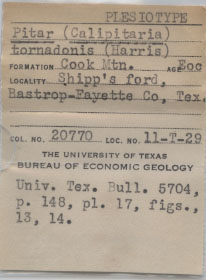 PLESIOTYPE
Pitar (Calipitaria)
tornadonis (Harris)
FORMATION Cook Mtn. AGE Eoc
LOCALITY Shipp's ford,
Bastrop-Fayette Co, Tex.
COL. NO. 20770 LOC. NO. 11-T-29
THE UNIVERSITY OF TEXAS
BUREAU OF ECONOMIC GEOLOGY
Univ. Tex. Bull. 5704,
p. 148, pl. 17, figs.,
13, 14.